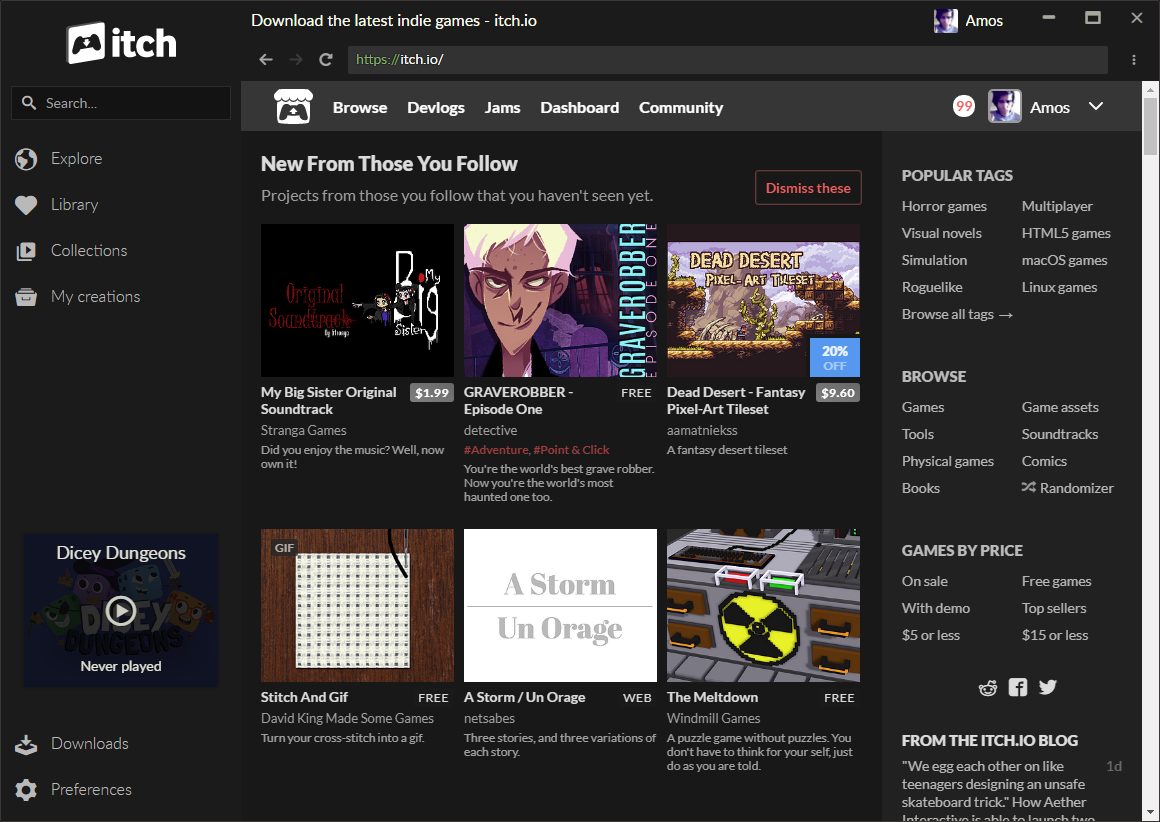 itch
Download the latest indie games - itch.io
Amos
https://itch.io/
Search...
Explore
Library
Collections
My creations
Dicey Dungeons
DICEY
DUNGEONS
Never played
Downloads
Preferences
Browse Devlogs Jams Dashboard Community
99 Amos
New From Those You Follow
Projects from those you follow that you haven't seen yet.
Dismiss these
Original
Soundtrack
By Stranga
My
Big
Sister
My Big Sister Original
Soundtrack
$1.99
Stranga Games
Did you enjoy the music? Well, now
own it!
GRAVEROBBER
EPISODE ONE
GRAVEROBBER -
Episode One
FREE
detective
#Adventure, #Point & Click
You're the world's best grave robber.
Now you're the world's most
haunted one too.
DEAD DESERT
PIXEL-ART TILESET
20%
OFF
Dead Desert - Fantasy
Pixel-Art Tileset
$9.60
aamatniekss
A fantasy desert tileset
GIF
Stitch And Gif
FREE
David King Made Some Games
Turn your cross-stitch into a gif.
A Storm
Un Orage
A Storm / Un Orage
WEB
netsabes
Three stories, and three variations of
each story.
The Meltdown
FREE
Windmill Games
A puzzle game without puzzles. You
don't have to think for your self, just
do as you are told.
POPULAR TAGS
Horror games Multiplayer
Visual novels HTML5 games
Simulation macOS games
Roguelike Linux games
Browse all tags →
BROWSE
Games Game assets
Tools Soundtracks
Physical games Comics
Books Randomizer
GAMES BY PRICE
On sale Free games
With demo Top sellers
$5 or less $15 or less
FROM THE ITCH.IO BLOG
"We egg each other on like 1d
teenagers designing an unsafe
skateboard trick." How Aether
Interactive is able to launch two